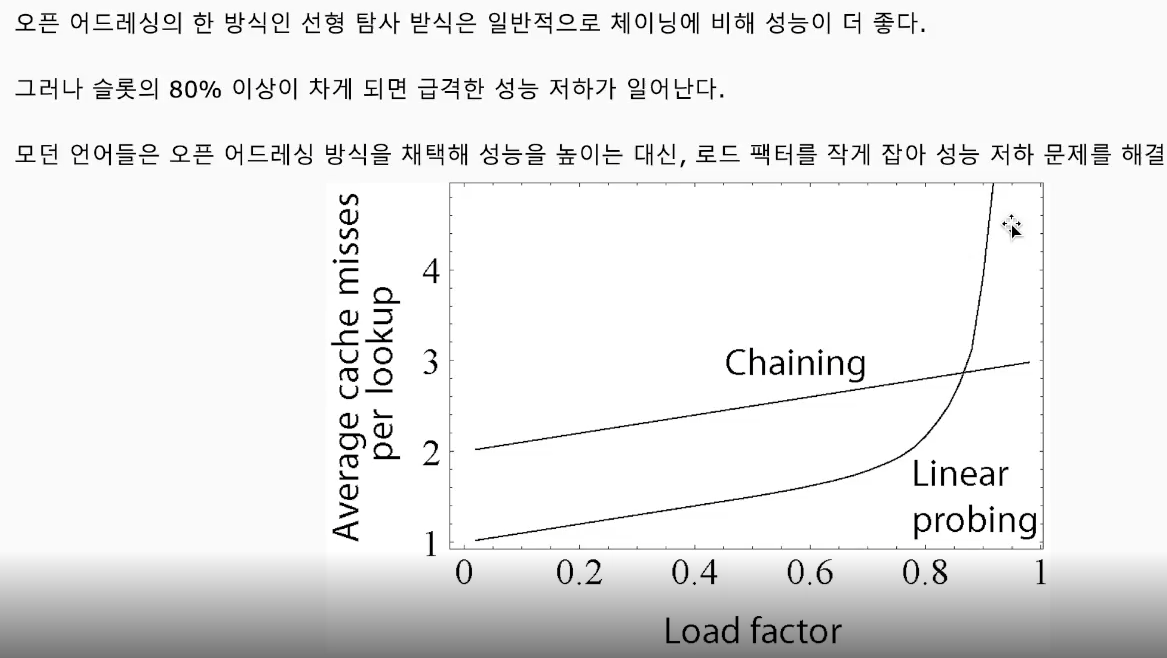 오픈 어드레싱의 한 방식인 선형 탐사 받식은 일반적으로 체이닝에 비해 성능이 더 좋다.
그러나 슬롯의 80% 이상이 차게 되면 급격한 성능 저하가 일어난다.
모던 언어들은 오픈 어드레싱 방식을 채택해 성능을 높이는 대신, 로드 팩터를 작게 잡아 성능 저하 문제를 해결
Average cache misses
per lookup
4
3
2
1
Chaining
Linear
probing
0 0.2 0.4 0.6 0.8 1
Load factor